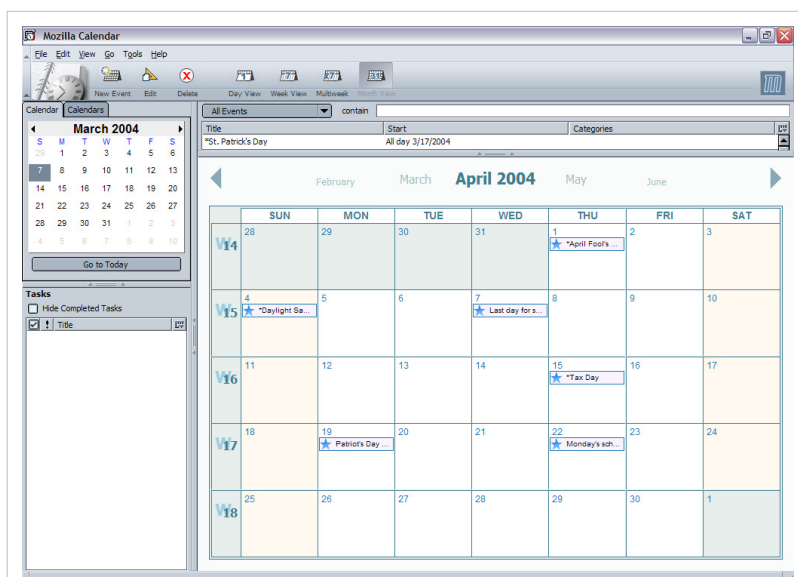 Mozilla Calendar
File Edit View Go Tools Help
New Event Edit Delete Day View Week View Multiweek Month View
Calendar Calendars
All Events contain
Title Start Categories
*St. Patrick's Day All day 3/17/2004
March 2004
S M T W T F S
29 1 2 3 4 5 6
7 8 9 10 11 12 13
14 15 16 17 18 19 20
21 22 23 24 25 26 27
28 29 30 31 1 2 3
4 5 6 7 8 9 10
Go to Today
Tasks
Hide Completed Tasks
! Title
February March April 2004 May June
SUN MON TUE WED THU FRI SAT
W14 28 29 30 31 1 2 3
*April Fool's ...
W15 4 5 6 7 8 9 10
*Daylight Sa... Last day for s...
W16 11 12 13 14 15 16 17
*Tax Day
W17 18 19 20 21 22 23 24
Patriot's Day ... Monday's sch...
W18 25 26 27 28 29 30 1